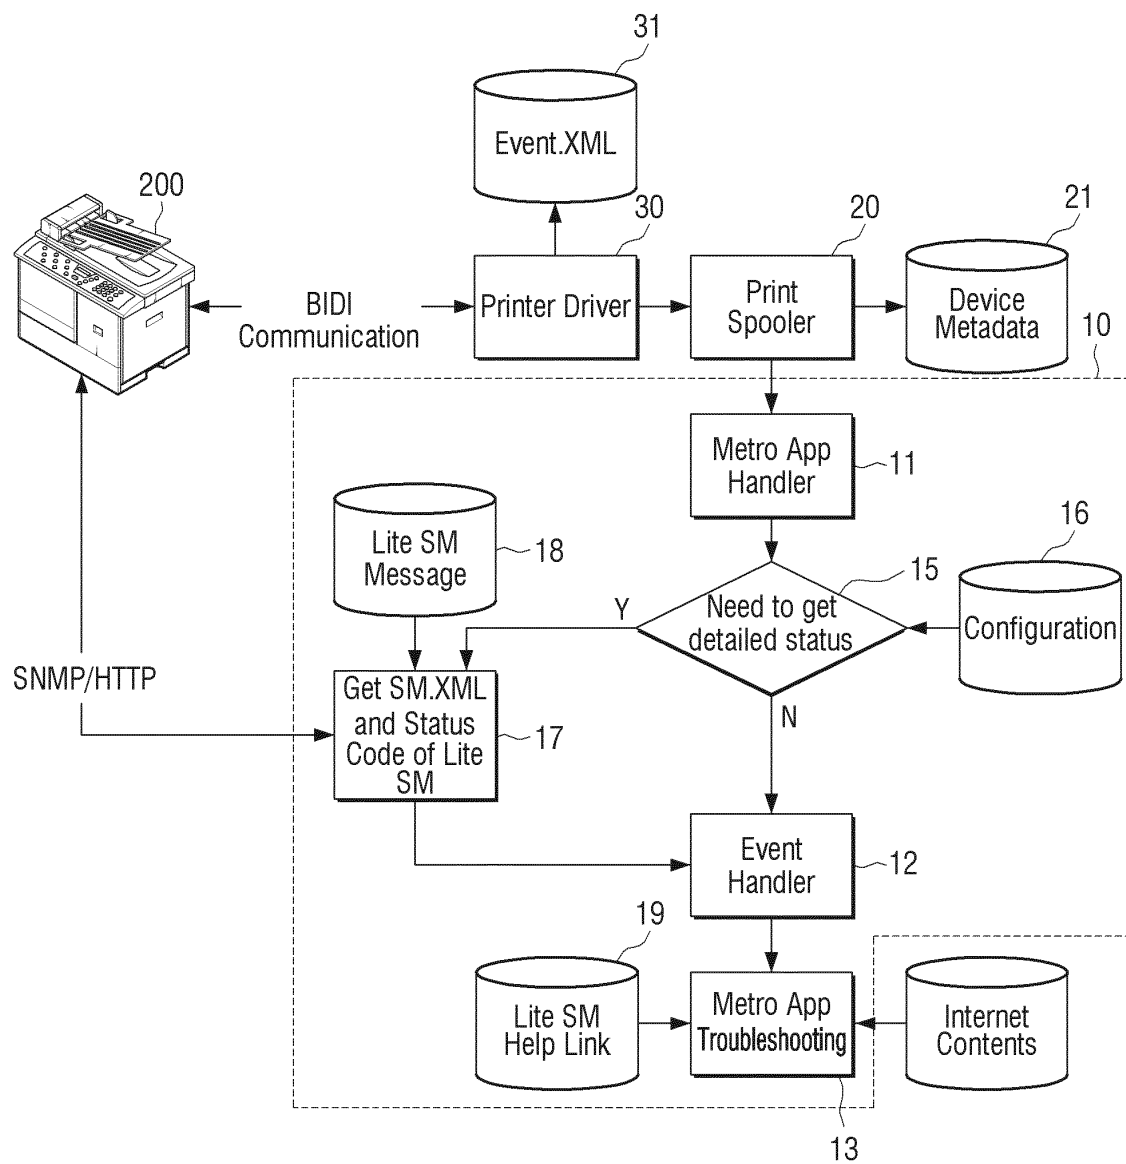 31
Event.XML
200
30
20
21
BIDI
Communication
Printer Driver
Print
Spooler
Device
Metadata
10
Metro App
Handler
11
Lite SM
Message
18
16
15
Y
Need to get
detailed status
Configuration
SNMP/HTTP
Get SM.XML
and Status
Code of Lite
SM
17
N
Event
Handler
12
19
Lite SM
Help Link
Metro App
Troubleshooting
Internet
Contents
13